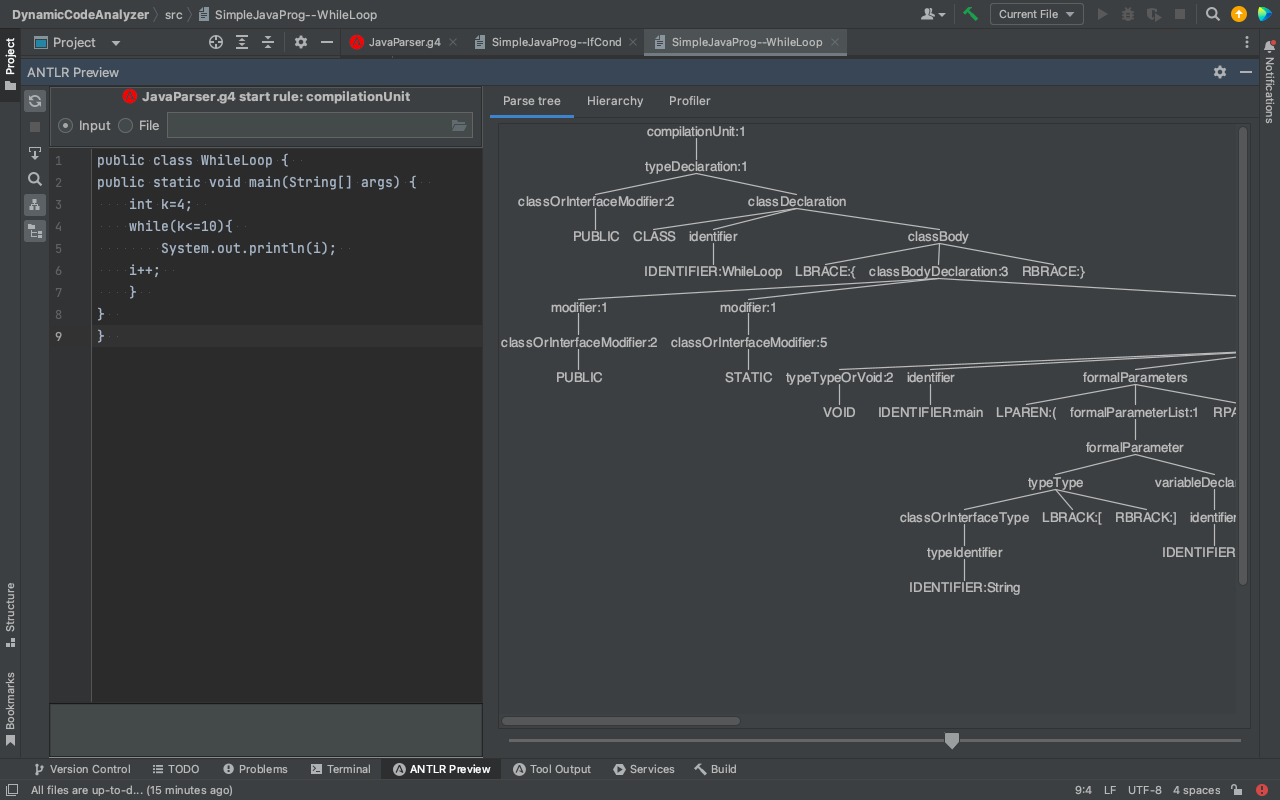 DynamicCodeAnalyzer src SimpleJavaProg--WhileLoop Current File
Project JavaParser.g4 SimpleJavaProg--IfCond SimpleJavaProg--WhileLoop
Project
Notifications
ANTLR Preview
JavaParser.g4 start rule: compilationUnit
Input File
Parse tree Hierarchy Profiler
1 public class WhileLoop {
2 public static void main(String[] args) {
3 int k=4;
4 while(k<=10){
5 System.out.println(i);
6 i++;
7 }
8 }
9 }
compilationUnit:1
typeDeclaration:1
classOrInterfaceModifier:2 classDeclaration
PUBLIC CLASS identifier classBody
IDENTIFIER:WhileLoop LBRACE:{ classBodyDeclaration:3 RBRACE:}
modifier:1 modifier:1
classOrInterfaceModifier:2 classOrInterfaceModifier:5
PUBLIC STATIC typeTypeOrVoid:2 identifier formalParameters
VOID IDENTIFIER:main LPAREN:( formalParameterList:1 RPA
formalParameter
typeType variableDecla
classOrInterfaceType LBRACK:[ RBRACK:] identifier
typeIdentifier IDENTIFIER
IDENTIFIER:String
Structure
Bookmarks
Version Control TODO Problems Terminal ANTLR Preview Tool Output Services Build
All files are up-to-d... (15 minutes ago) 9:4 LF UTF-8 4 spaces